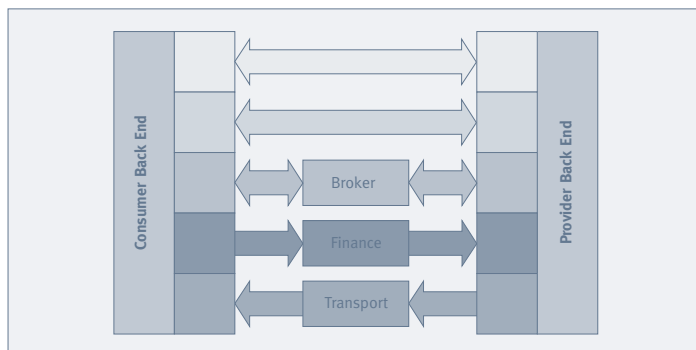 Consumer Back End
Broker
Finance
Transport
Provider Back End